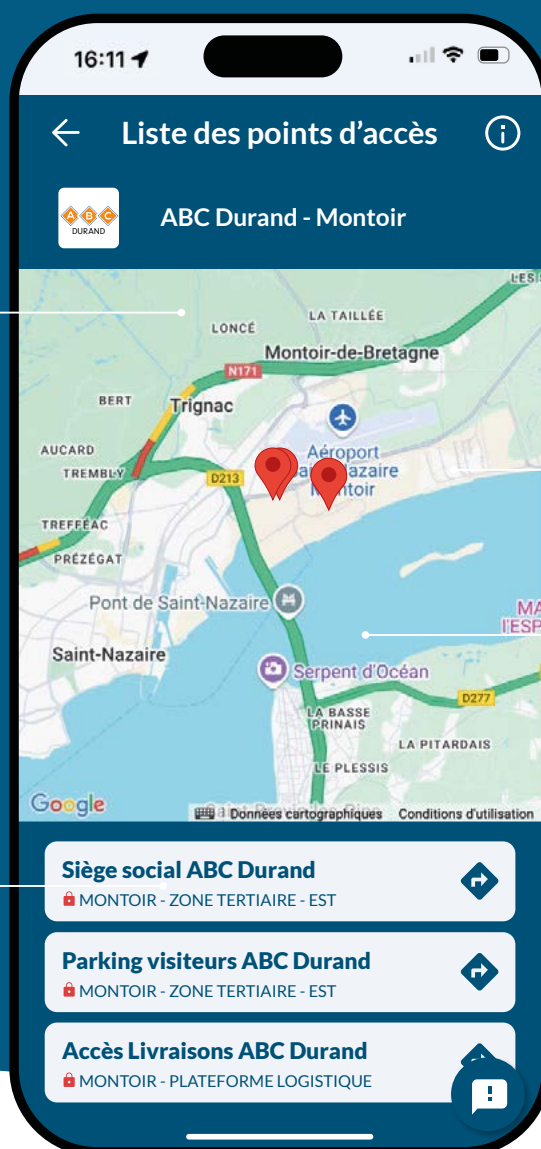 16:11
Liste des points d'accès
A B C
DURAND
ABC Durand - Montoir
LES
LA TAILLÉE
LONCÉ
Montoir-de-Bretagne
N171
BERT
Trignac
AUCARD
Aéroport
TREMBLY
azaire
D213
Montoir
TREFFÉAC
PRÉZÉGAT
Pont de Saint-Nazaire
MA
l'ESP
Saint-Nazaire
Serpent d'Océan
D277
LA BASSE
PRINAIS
LA PITARDAIS
LE PLESSIS
Google
Données cartographiques
Conditions d'utilisation
Siège social ABC Durand
MONTOIR - ZONE TERTIAIRE - EST
Parking visiteurs ABC Durand
MONTOIR - ZONE TERTIAIRE - EST
Accès Livraisons ABC Durand
MONTOIR - PLATEFORME LOGISTIQUE